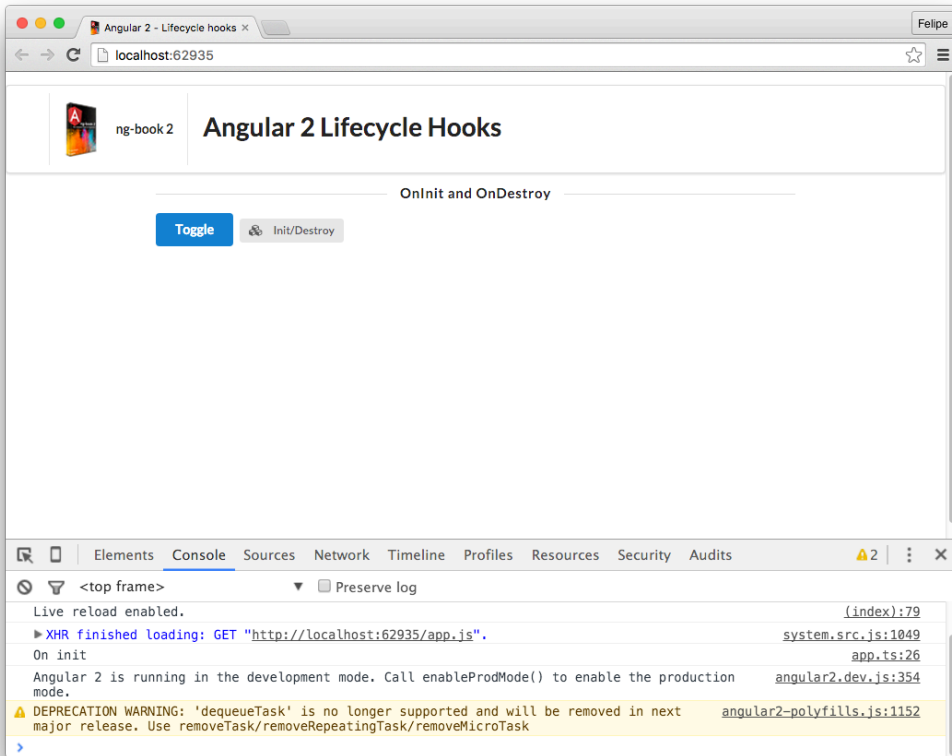 Angular 2 - Lifecycle hooks
Felipe
localhost:62935
A
ng-book 2
Angular 2 Lifecycle Hooks
OnInit and OnDestroy
Toggle
Init/Destroy
Elements Console Sources Network Timeline Profiles Resources Security Audits 2
<top frame> Preserve log
Live reload enabled. (index):79
XHR finished loading: GET "http://localhost:62935/app.js". system.src.js:1049
On init app.ts:26
Angular 2 is running in the development mode. Call enableProdMode() to enable the production angular2.dev.js:354
mode.
DEPRECATION WARNING: 'dequeueTask' is no longer supported and will be removed in next angular2-polyfills.js:1152
major release. Use removeTask/removeRepeatingTask/removeMicroTask